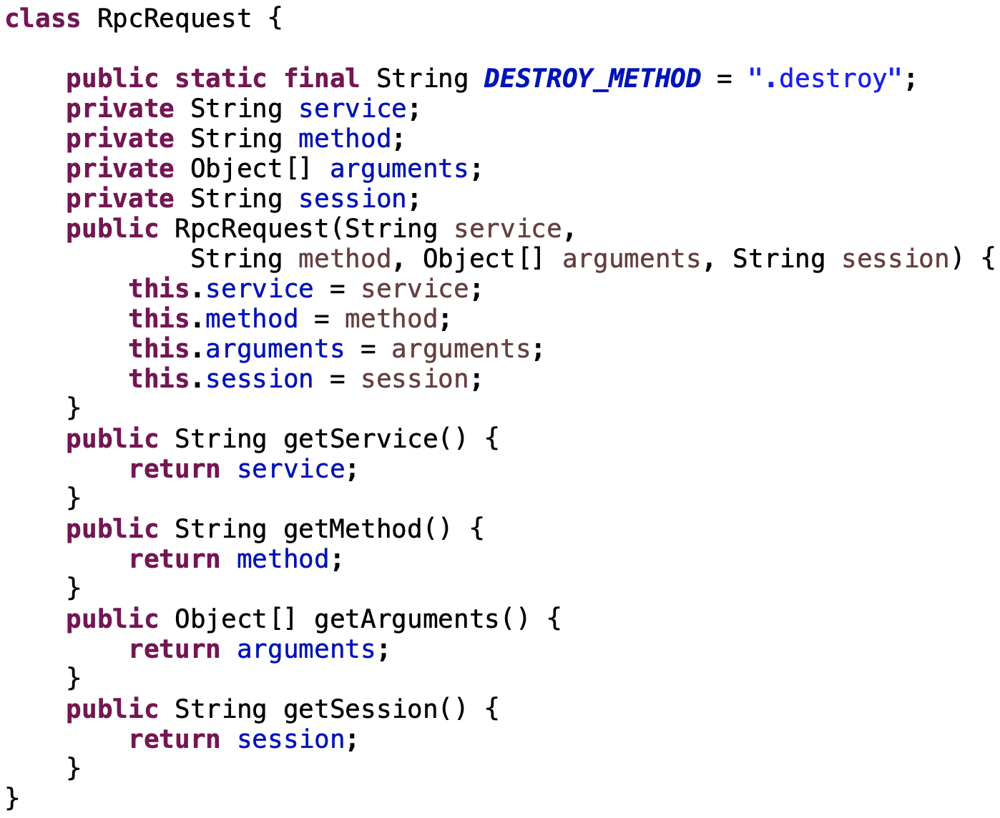 class RpcRequest {
    public static final String DESTROY_METHOD = ".destroy";
    private String service;
    private String method;
    private Object[] arguments;
    private String session;
    public RpcRequest(String service,
            String method, Object[] arguments, String session) {
        this.service = service;
        this.method = method;
        this.arguments = arguments;
        this.session = session;
    }
    public String getService() {
        return service;
    }
    public String getMethod() {
        return method;
    }
    public Object[] getArguments() {
        return arguments;
    }
    public String getSession() {
        return session;
    }
}